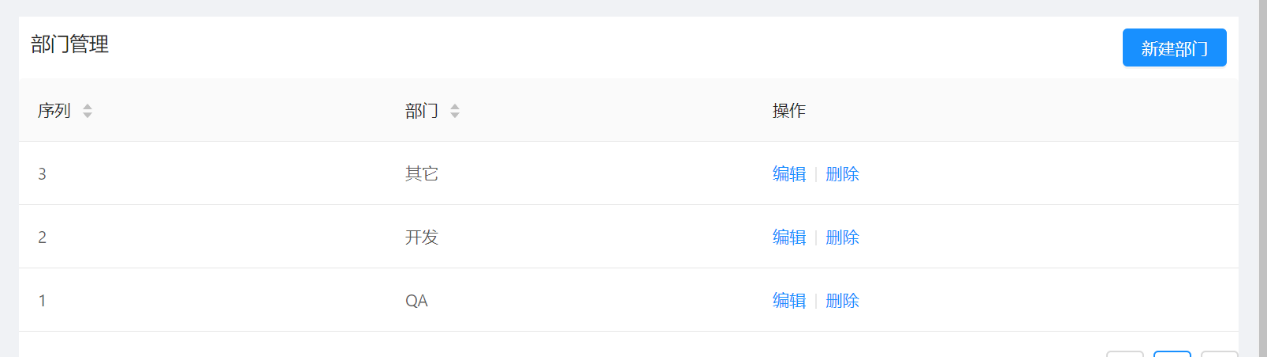 部门管理
新建部门
序列 部门 操作
3 其它 编辑 | 删除
2 开发 编辑 | 删除
1 QA 编辑 | 删除